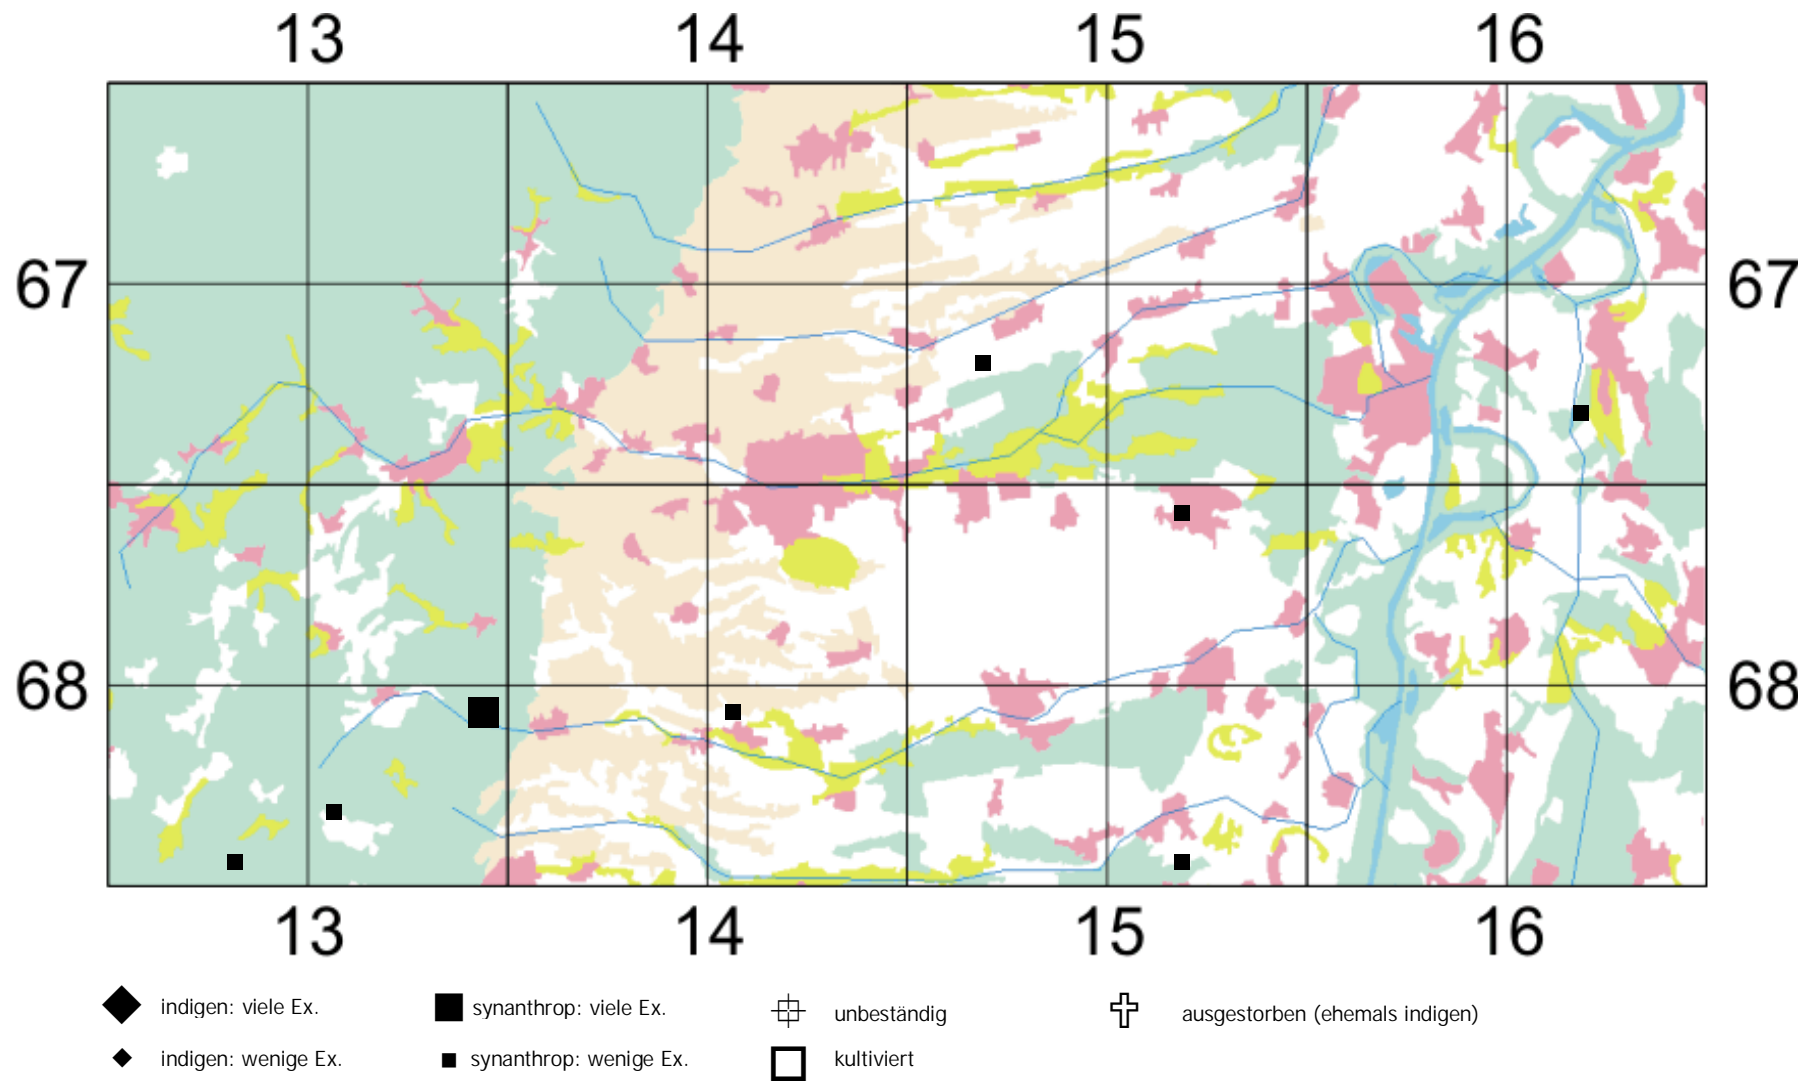 13 14 15 16
67 67
68 68
13 14 15 16
indigen: viele Ex. synanthrop: viele Ex. unbeständig ausgestorben (ehemals indigen)
indigen: wenige Ex. synanthrop: wenige Ex. kultiviert